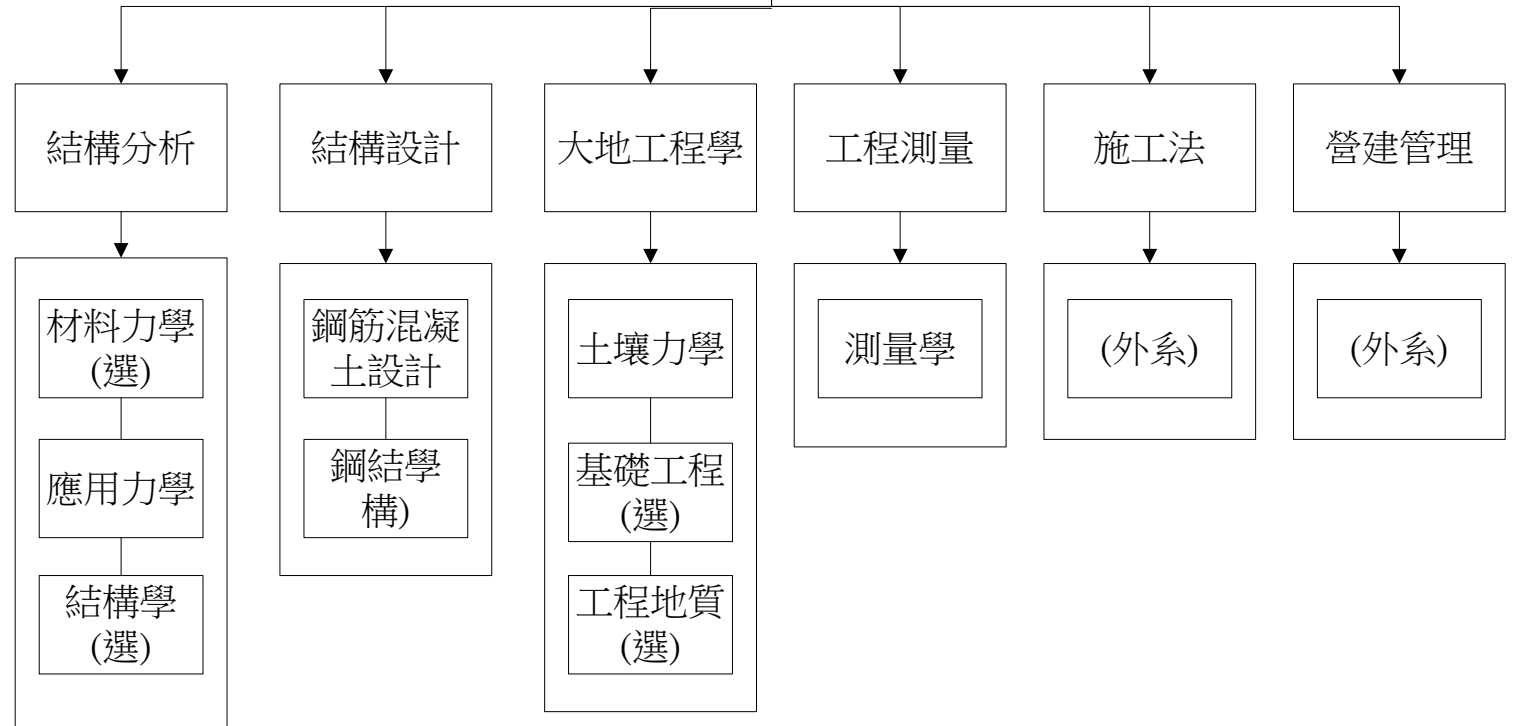 結構分析
結構設計
大地工程學
工程測量
施工法
營建管理
材料力學
(選)
應用力學
結構學
(選)
鋼筋混凝
土設計
鋼結學
構)
土壤力學
基礎工程
(選)
工程地質
(選)
測量學
(外系)
(外系)